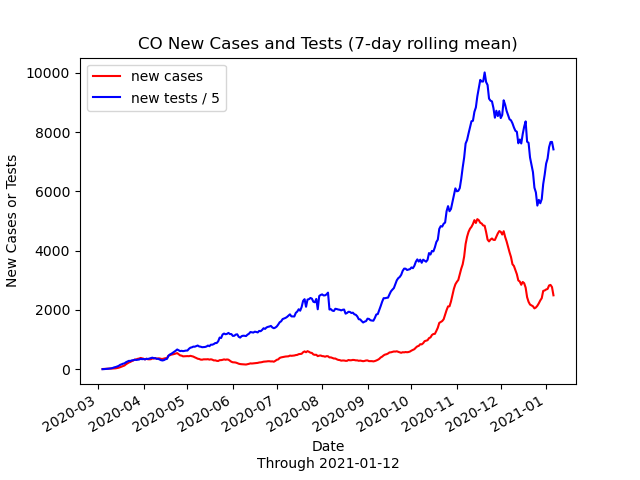 CO New Cases and Tests (7-day rolling mean)
new cases
new tests / 5
New Cases or Tests
10000
8000
6000
4000
2000
0
2020-03
2020-04
2020-05
2020-06
2020-07
2020-08
2020-09
2020-10
2020-11
2020-12
2021-01
Date
Through 2021-01-12